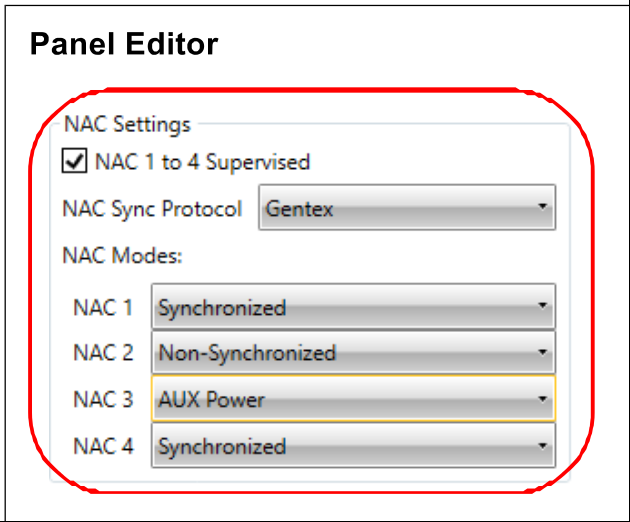 Panel Editor
NAC Settings
NAC 1 to 4 Supervised
NAC Sync Protocol Gentex
NAC Modes:
NAC 1 Synchronized
NAC 2 Non-Synchronized
NAC 3 AUX Power
NAC 4 Synchronized